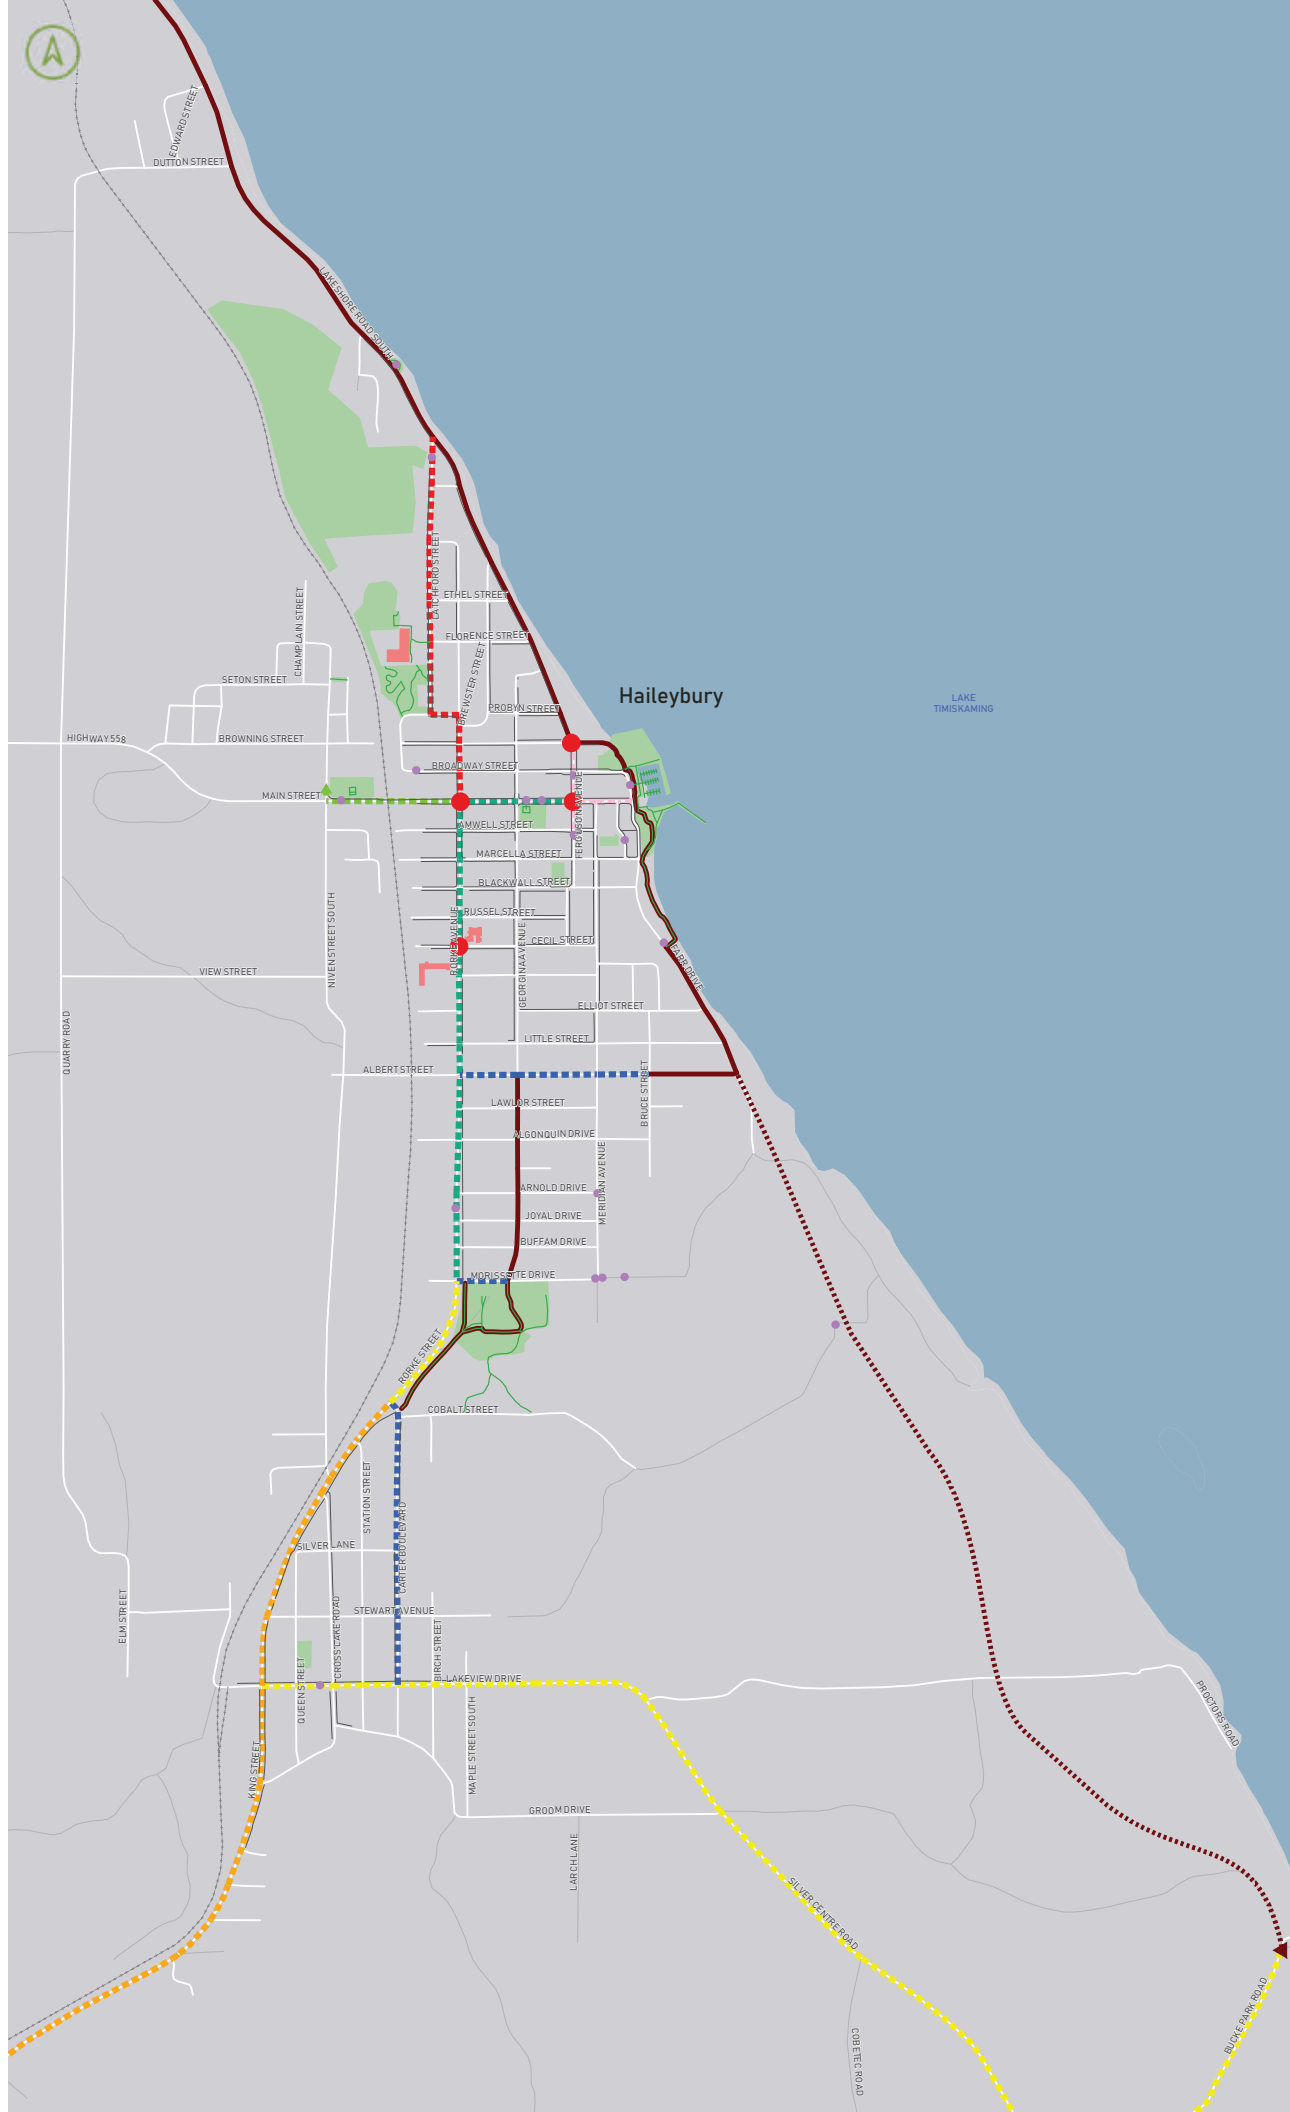 EDWARD STREET
DUTTON STREET
LAKESHORE ROAD SOUTH
LATCHFORD STREET
ETHEL STREET
CHAMPLAIN STREET
FLORENCE STREET
BREWSTER STREET
SETON STREET
Haileybury
LAKE
TIMISKAMING
PROBYN STREET
HIGHWAY 558
BROWNING STREET
BROADWAY STREET
MAIN STREET
FERGUSON AVENUE
AMWELL STREET
MARCELLA STREET
BLACKWALL STREET
RUSSEL STREET
NIVEN STREET SOUTH
RORKE AVENUE
CECIL STREET
GEORGINA AVENUE
FARR DRIVE
VIEW STREET
ELLIOT STREET
QUARRY ROAD
LITTLE STREET
ALBERT STREET
BRUCE STREET
LAWLOR STREET
ALGONQUIN DRIVE
MERIDIAN AVENUE
ARNOLD DRIVE
JOYAL DRIVE
BUFFAM DRIVE
MORISSETTE DRIVE
RORKE STREET
COBALT STREET
STATION STREET
CARTER BOULEVARD
SILVER LANE
ELM STREET
CROSS LAKE ROAD
STEWART AVENUE
BIRCH STREET
LAKEVIEW DRIVE
QUEEN STREET
PROCTORS ROAD
MAPLE STREET SOUTH
KING STREET
GROOM DRIVE
LARCH LANE
SILVER CENTRE ROAD
BUCKE PARK ROAD
COBETEC ROAD